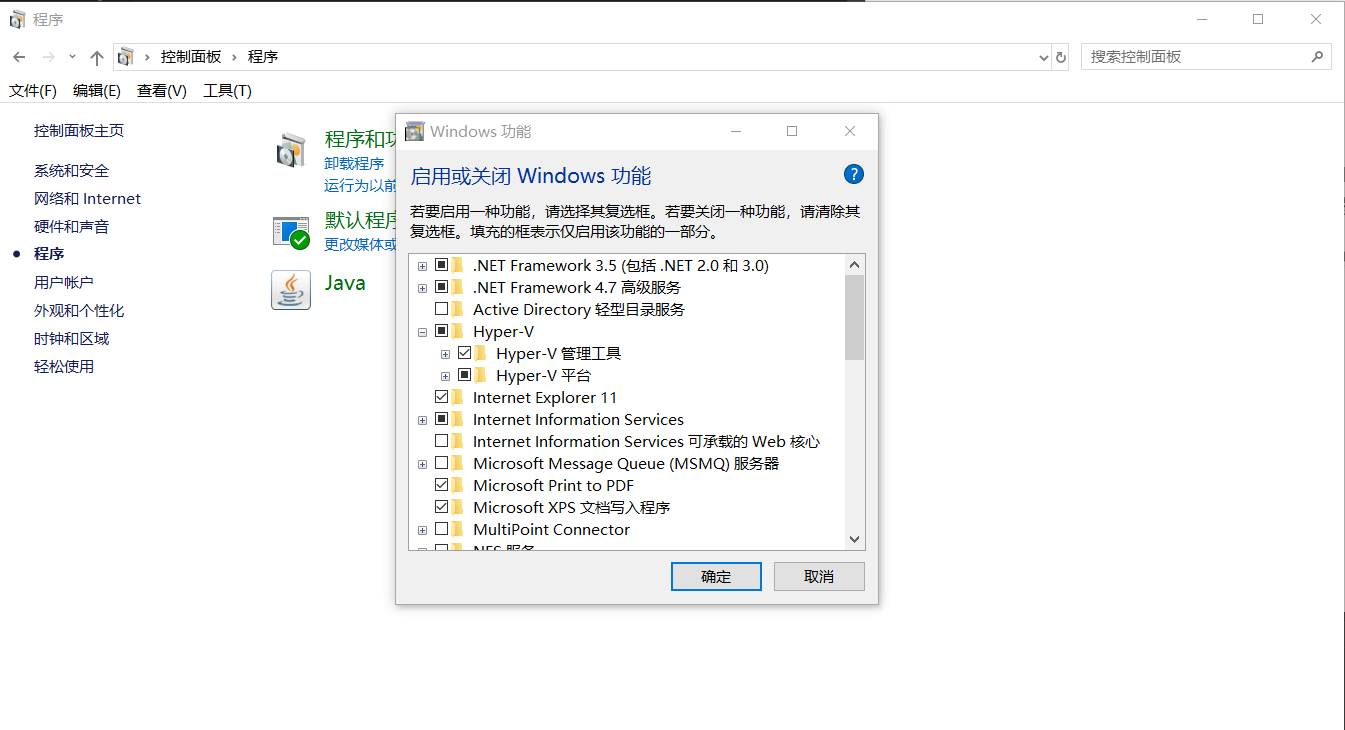 程序
控制面板 › 程序
搜索控制面板
文件(F) 编辑(E) 查看(V) 工具(T)
控制面板主页
系统和安全
网络和 Internet
硬件和声音
程序
用户帐户
外观和个性化
时钟和区域
轻松使用
程序和功
卸载程序
运行为以前
默认程序
更改媒体或
Java
Windows 功能
启用或关闭 Windows 功能
?
若要启用一种功能，请选择其复选框。若要关闭一种功能，请清除其
复选框。填充的框表示仅启用该功能的一部分。
.NET Framework 3.5 (包括 .NET 2.0 和 3.0)
.NET Framework 4.7 高级服务
Active Directory 轻型目录服务
Hyper-V
Hyper-V 管理工具
Hyper-V 平台
Internet Explorer 11
Internet Information Services
Internet Information Services 可承载的 Web 核心
Microsoft Message Queue (MSMQ) 服务器
Microsoft Print to PDF
Microsoft XPS 文档写入程序
MultiPoint Connector
NFS 服务
确定 取消